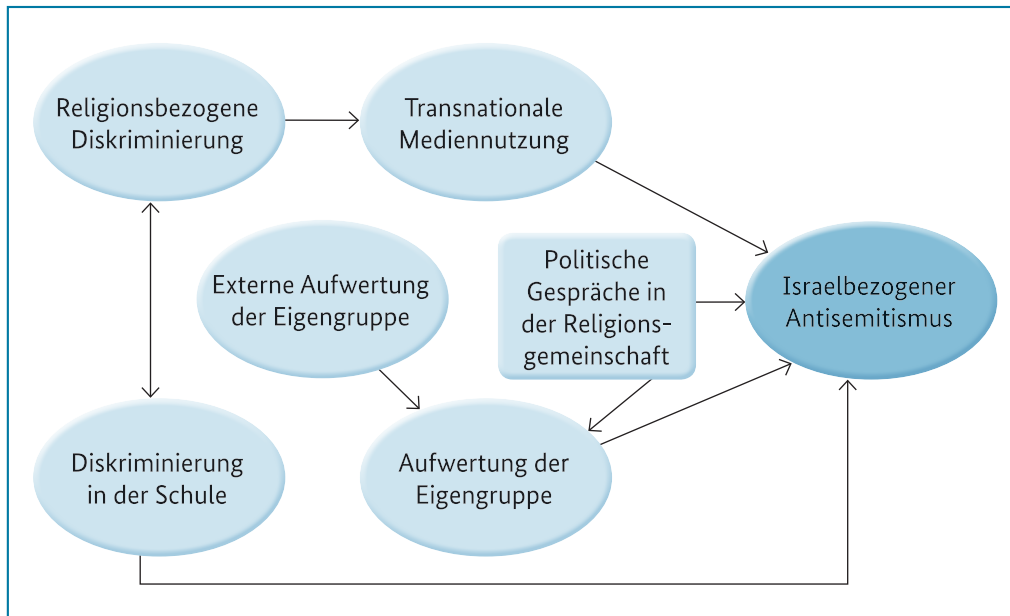 Religionsbezogene
Diskriminierung
Transnationale
Mediennutzung
Externe Aufwertung
der Eigengruppe
Politische
Gespräche in
der Religions-
gemeinschaft
Israelbezogener
Antisemitismus
Diskriminierung
in der Schule
Aufwertung der
Eigengruppe